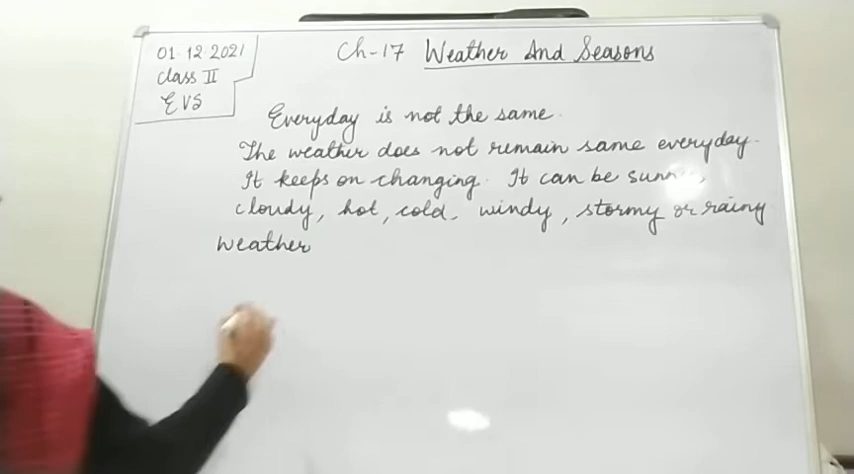 01.12.2021
Class II
EVS
Ch-17 Weather And Seasons
Everyday is not the same.
The weather does not remain same everyday.
It keeps on changing. It can be
cloudy, hot, cold, windy, stormy or rainy
weather